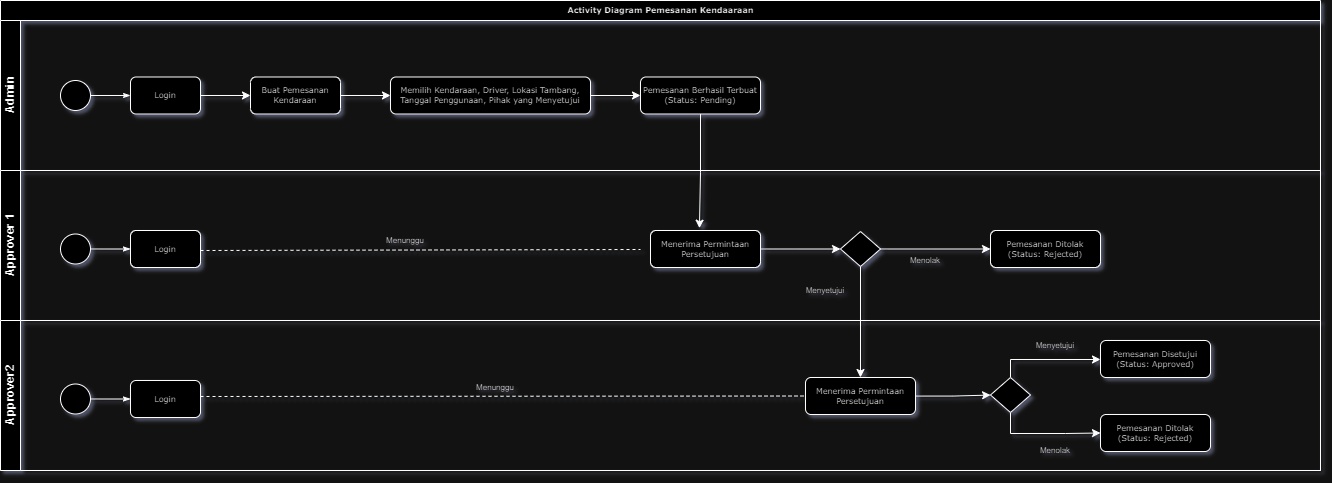 Activity Diagram Pemesanan Kendaaraan
Admin
Login
Buat Pemesanan
Kendaraan
Memilih Kendaraan, Driver, Lokasi Tambang,
Tanggal Penggunaan, Pihak yang Menyetujui
Pemesanan Berhasil Terbuat
(Status: Pending)
Approver 1
Login
Menunggu
Menerima Permintaan
Persetujuan
Menolak
Pemesanan Ditolak
(Status: Rejected)
Menyetujui
Approver2
Login
Menunggu
Menerima Permintaan
Persetujuan
Menyetujui
Pemesanan Disetujui
(Status: Approved)
Menolak
Pemesanan Ditolak
(Status: Rejected)